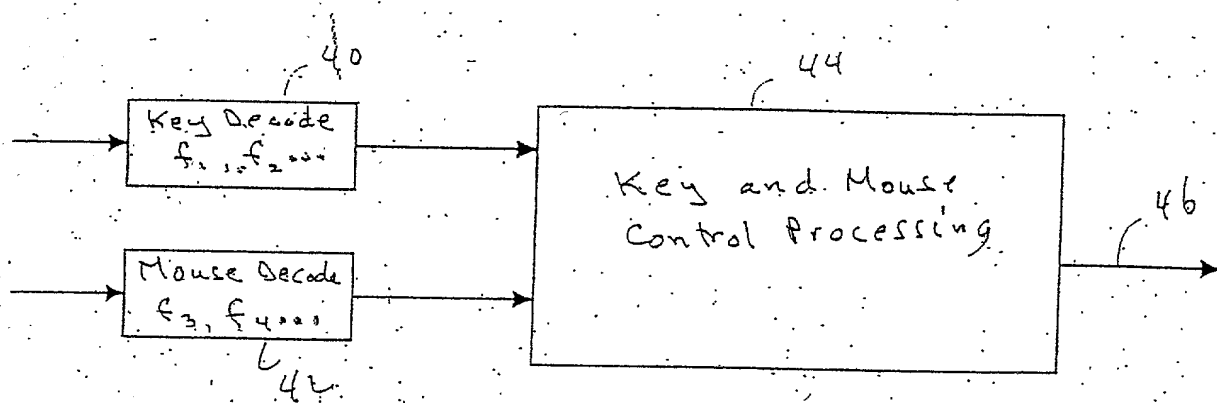 40
44
Key Decode
f₁, f₂...
Key and Mouse
Control Processing
46
Mouse Decode
f₃, f₄...
42